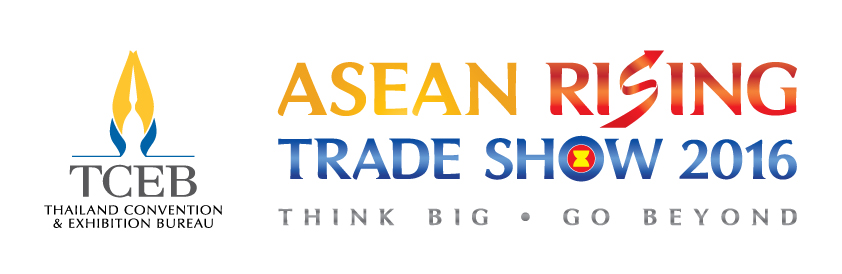 TCEB
THAILAND CONVENTION
& EXHIBITION BUREAU
ASEAN RISING
TRADE SHOW 2016
THINK BIG • GO BEYOND